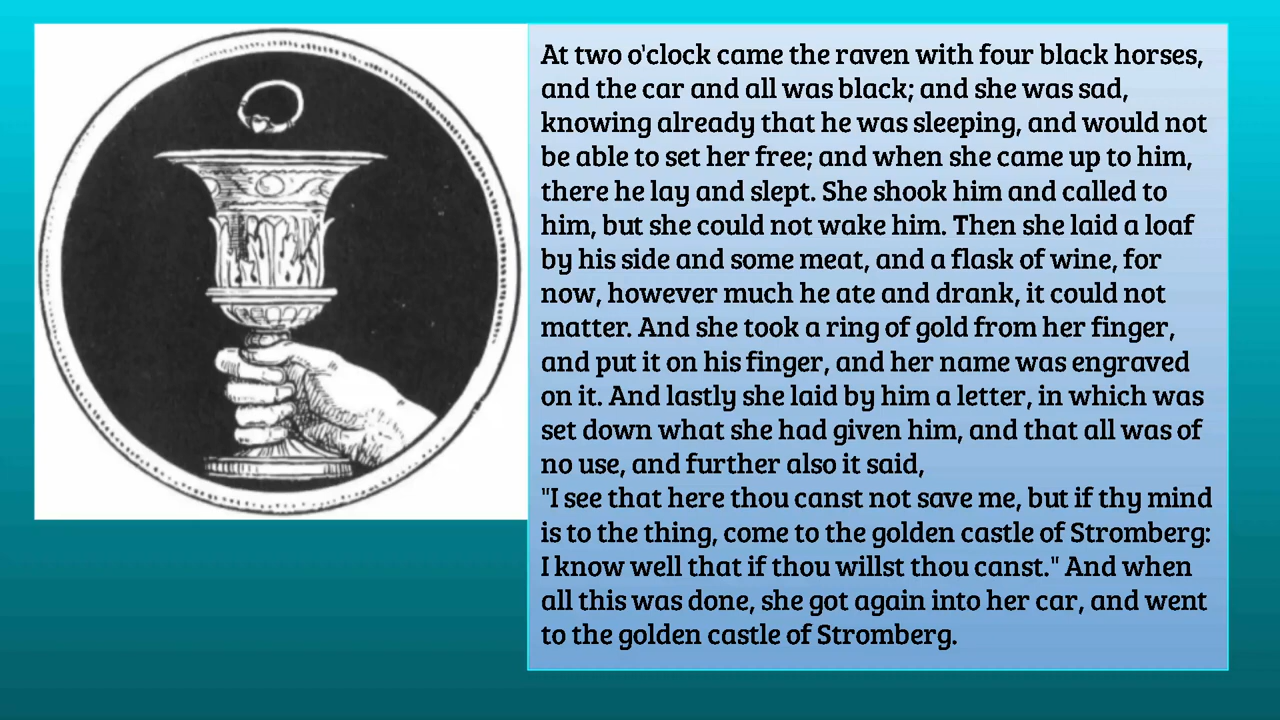 At two o'clock came the raven with four black horses,
and the car and all was black; and she was sad,
knowing already that he was sleeping, and would not
be able to set her free; and when she came up to him,
there he lay and slept. She shook him and called to
him, but she could not wake him. Then she laid a loaf
by his side and some meat, and a flask of wine, for
now, however much he ate and drank, it could not
matter. And she took a ring of gold from her finger,
and put it on his finger, and her name was engraved
on it. And lastly she laid by him a letter, in which was
set down what she had given him, and that all was of
no use, and further also it said,
"I see that here thou canst not save me, but if thy mind
is to the thing, come to the golden castle of Stromberg:
I know well that if thou willst thou canst." And when
all this was done, she got again into her car, and went
to the golden castle of Stromberg.